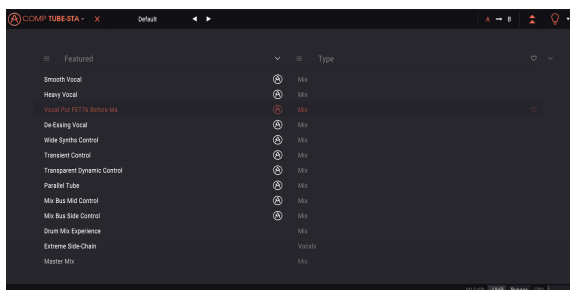 COMP TUBE-STA X Default A B
Featured Type
Smooth Vocal Mix
Heavy Vocal Mix
Vocal Put FET76 Before Me Mix
De-Essing Vocal Mix
Wide Synths Control Mix
Transient Control Mix
Transparent Dynamic Control Mix
Parallel Tube Mix
Mix Bus Mid Control Mix
Mix Bus Side Control Mix
Drum Mix Experience Mix
Extreme Side-Chain Vocals
Master Mix Mix